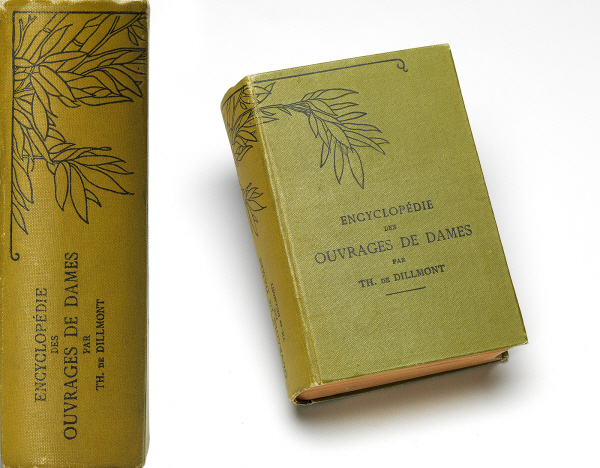 ENCYCLOPÉDIE
DES
OUVRAGES DE DAMES
PAR
TH. DE DILLMONT
ENCYCLOPÉDIE
DES
OUVRAGES DE DAMES
PAR
TH. DE DILLMONT